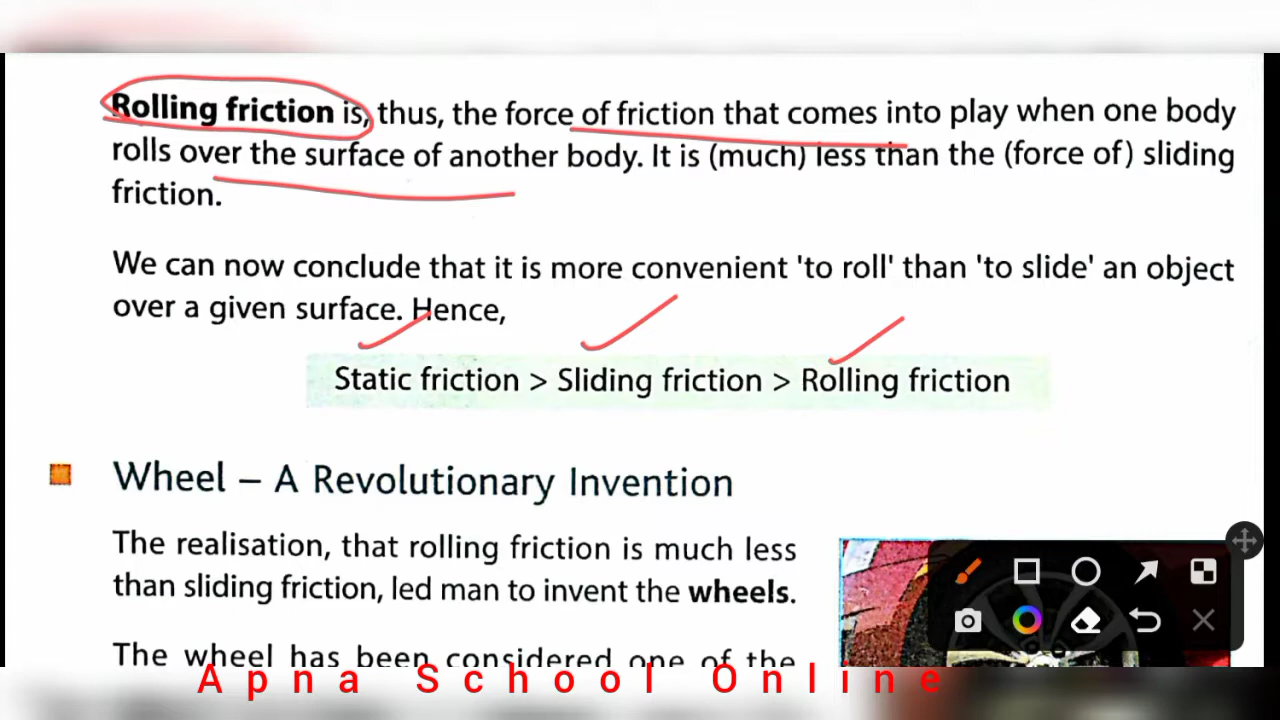 Rolling friction is, thus, the force of friction that comes into play when one body
rolls over the surface of another body. It is (much) less than the (force of) sliding
friction.
We can now conclude that it is more convenient 'to roll' than 'to slide' an object
over a given surface. Hence,
Static friction > Sliding friction > Rolling friction
Wheel – A Revolutionary Invention
The realisation, that rolling friction is much less
than sliding friction, led man to invent the wheels.
The wheel has been considered one of the
Apna School Online